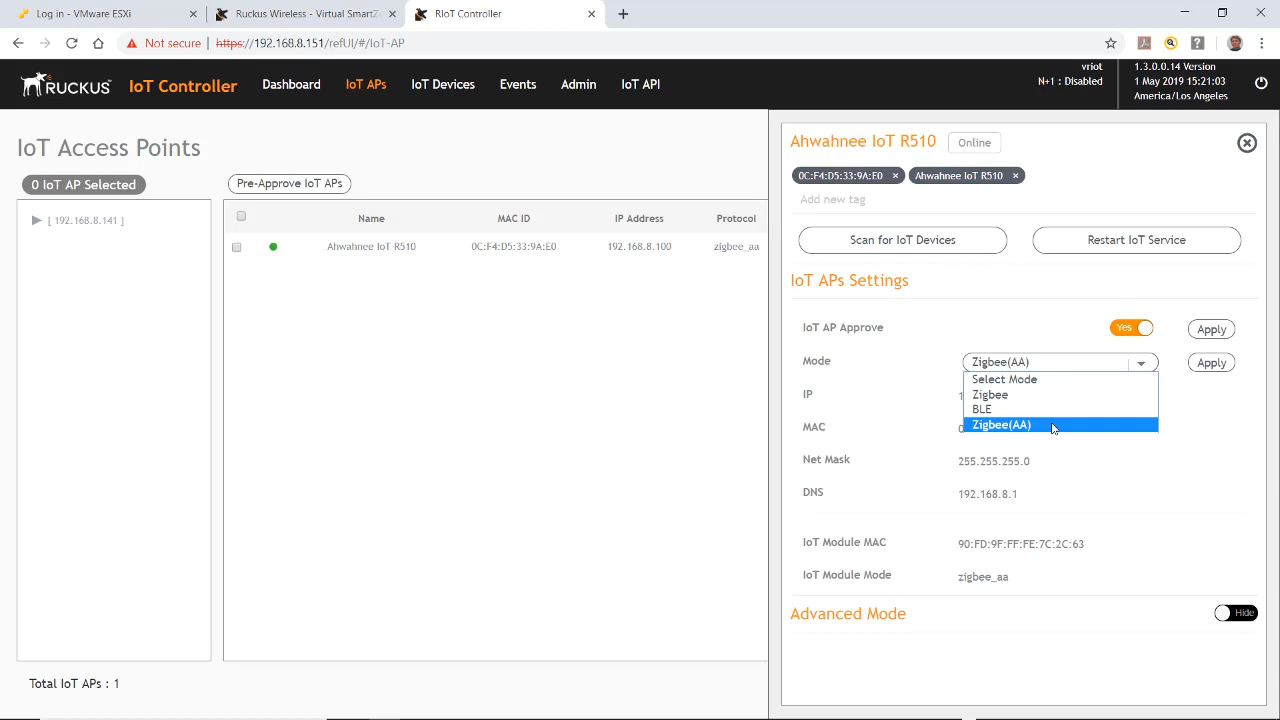 Log in - VMware ESXi
Ruckus Wireless - Virtual SmartZ
RIoT Controller
Not secure | https://192.168.8.151/refUI/#/IoT-AP
RUCKUS IoT Controller Dashboard IoT APs IoT Devices Events Admin IoT API
vriot
N+1 : Disabled
1.3.0.0.14 Version
1 May 2019 15:21:03
America/Los Angeles
IoT Access Points
0 IoT AP Selected
Pre-Approve IoT APs
[ 192.168.8.141 ]
Name MAC ID IP Address Protocol
Ahwahnee IoT R510 0C:F4:D5:33:9A:E0 192.168.8.100 zigbee_aa
Total IoT APs : 1
Ahwahnee IoT R510 Online
0C:F4:D5:33:9A:E0 × Ahwahnee IoT R510 ×
Add new tag
Scan for IoT Devices Restart IoT Service
IoT APs Settings
IoT AP Approve Yes Apply
Mode Zigbee(AA) Apply
Select Mode
Zigbee
BLE
Zigbee(AA)
IP
MAC
Net Mask 255.255.255.0
DNS 192.168.8.1
IoT Module MAC 90:FD:9F:FF:FE:7C:2C:63
IoT Module Mode zigbee_aa
Advanced Mode Hide